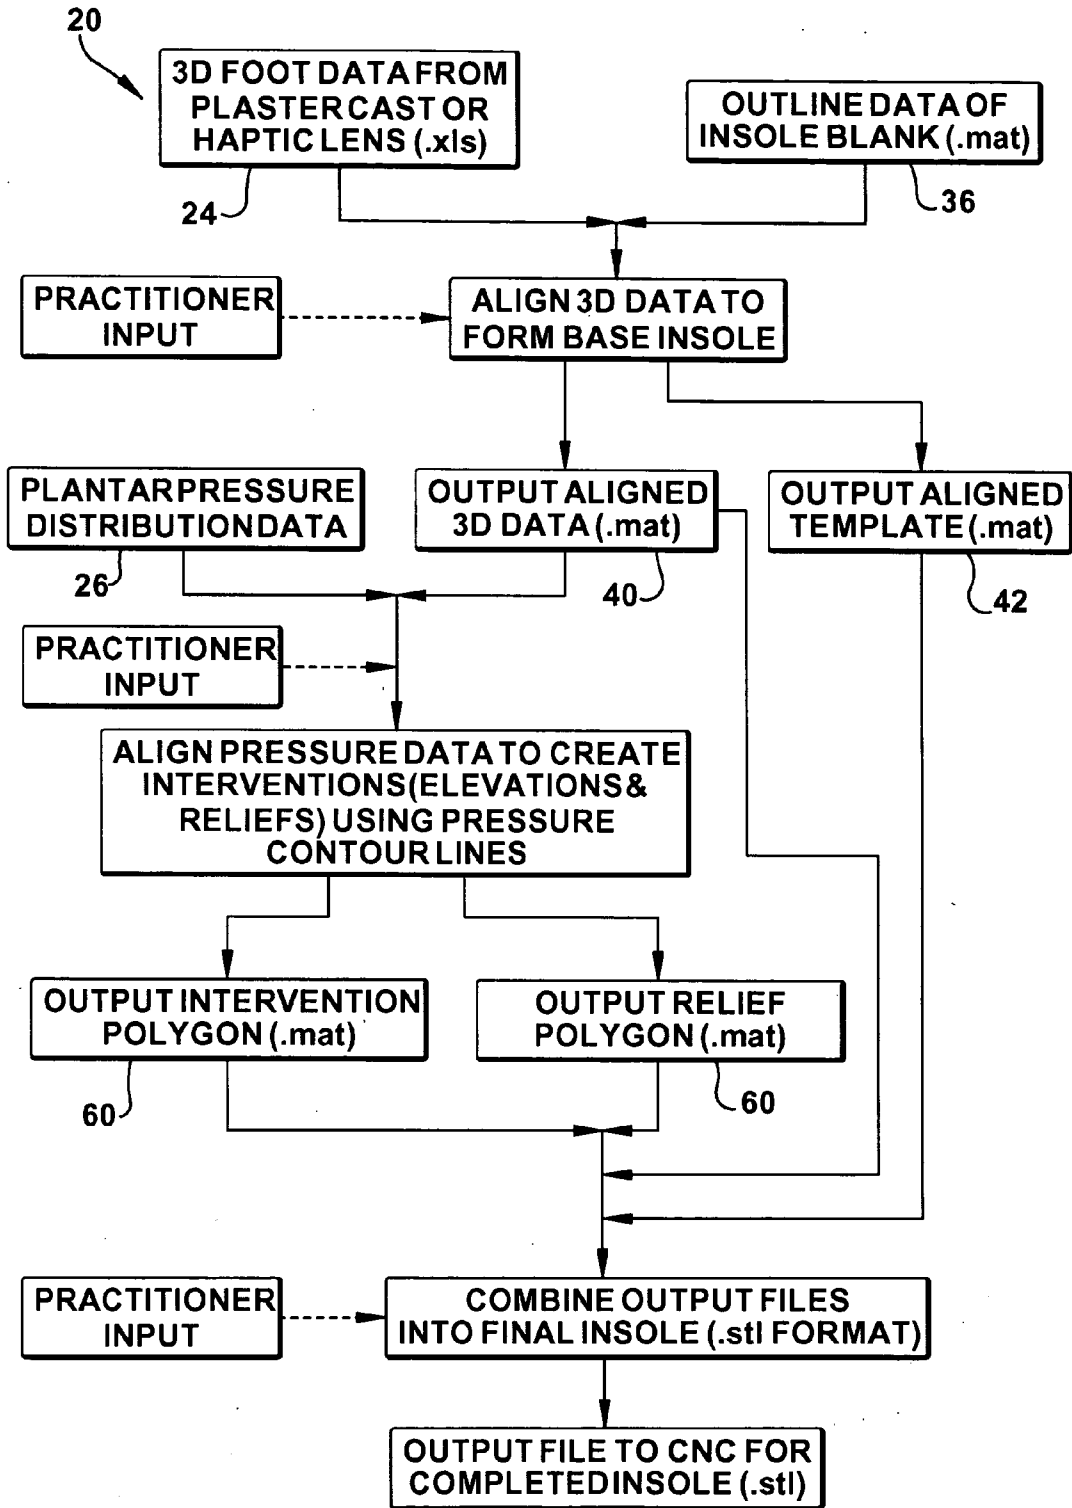 20
3D FOOT DATA FROM
PLASTER CAST OR
HAPTIC LENS (.xls)
24
OUTLINE DATA OF
INSOLE BLANK (.mat)
36
PRACTITIONER
INPUT
ALIGN 3D DATA TO
FORM BASE INSOLE
PLANTAR PRESSURE
DISTRIBUTION DATA
26
OUTPUT ALIGNED
3D DATA (.mat)
40
OUTPUT ALIGNED
TEMPLATE (.mat)
42
PRACTITIONER
INPUT
ALIGN PRESSURE DATA TO CREATE
INTERVENTIONS (ELEVATIONS &
RELIEFS) USING PRESSURE
CONTOUR LINES
OUTPUT INTERVENTION
POLYGON (.mat)
60
OUTPUT RELIEF
POLYGON (.mat)
60
PRACTITIONER
INPUT
COMBINE OUTPUT FILES
INTO FINAL INSOLE (.stl FORMAT)
OUTPUT FILE TO CNC FOR
COMPLETED INSOLE (.stl)